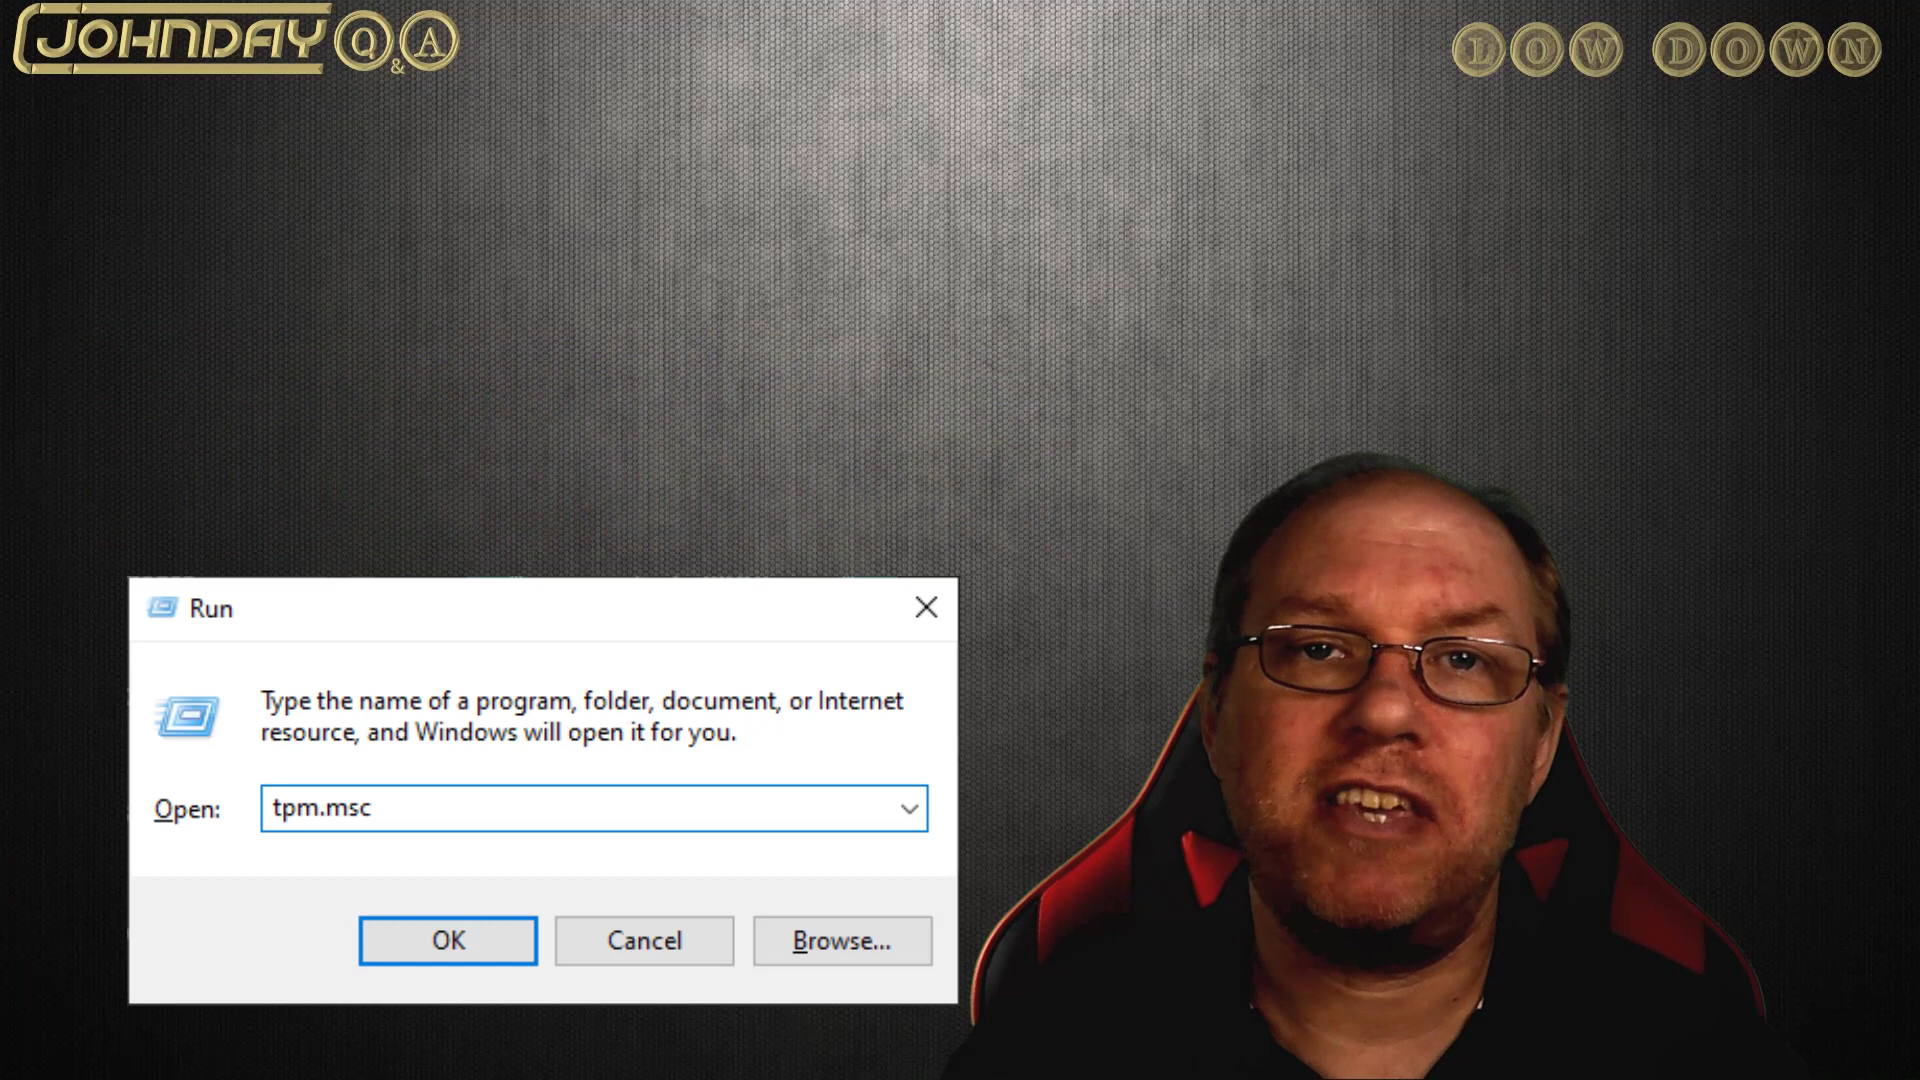 JOHNDAY Q & A
LOW DOWN
Run
Type the name of a program, folder, document, or Internet
resource, and Windows will open it for you.
Open: tpm.msc
OK Cancel Browse...